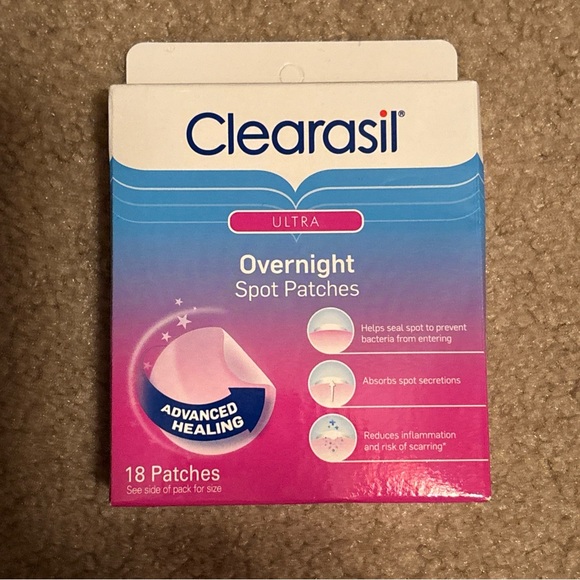 Clearasil®
ULTRA
Overnight
Spot Patches
Helps seal spot to prevent
bacteria from entering
Absorbs spot secretions
ADVANCED
HEALING
Reduces inflammation
and risk of scarring*
18 Patches
See side of pack for size